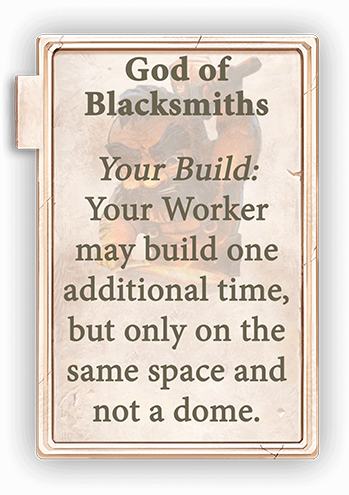 God of
Blacksmiths
Your Build:
Your Worker
may build one
additional time,
but only on the
same space and
not a dome.